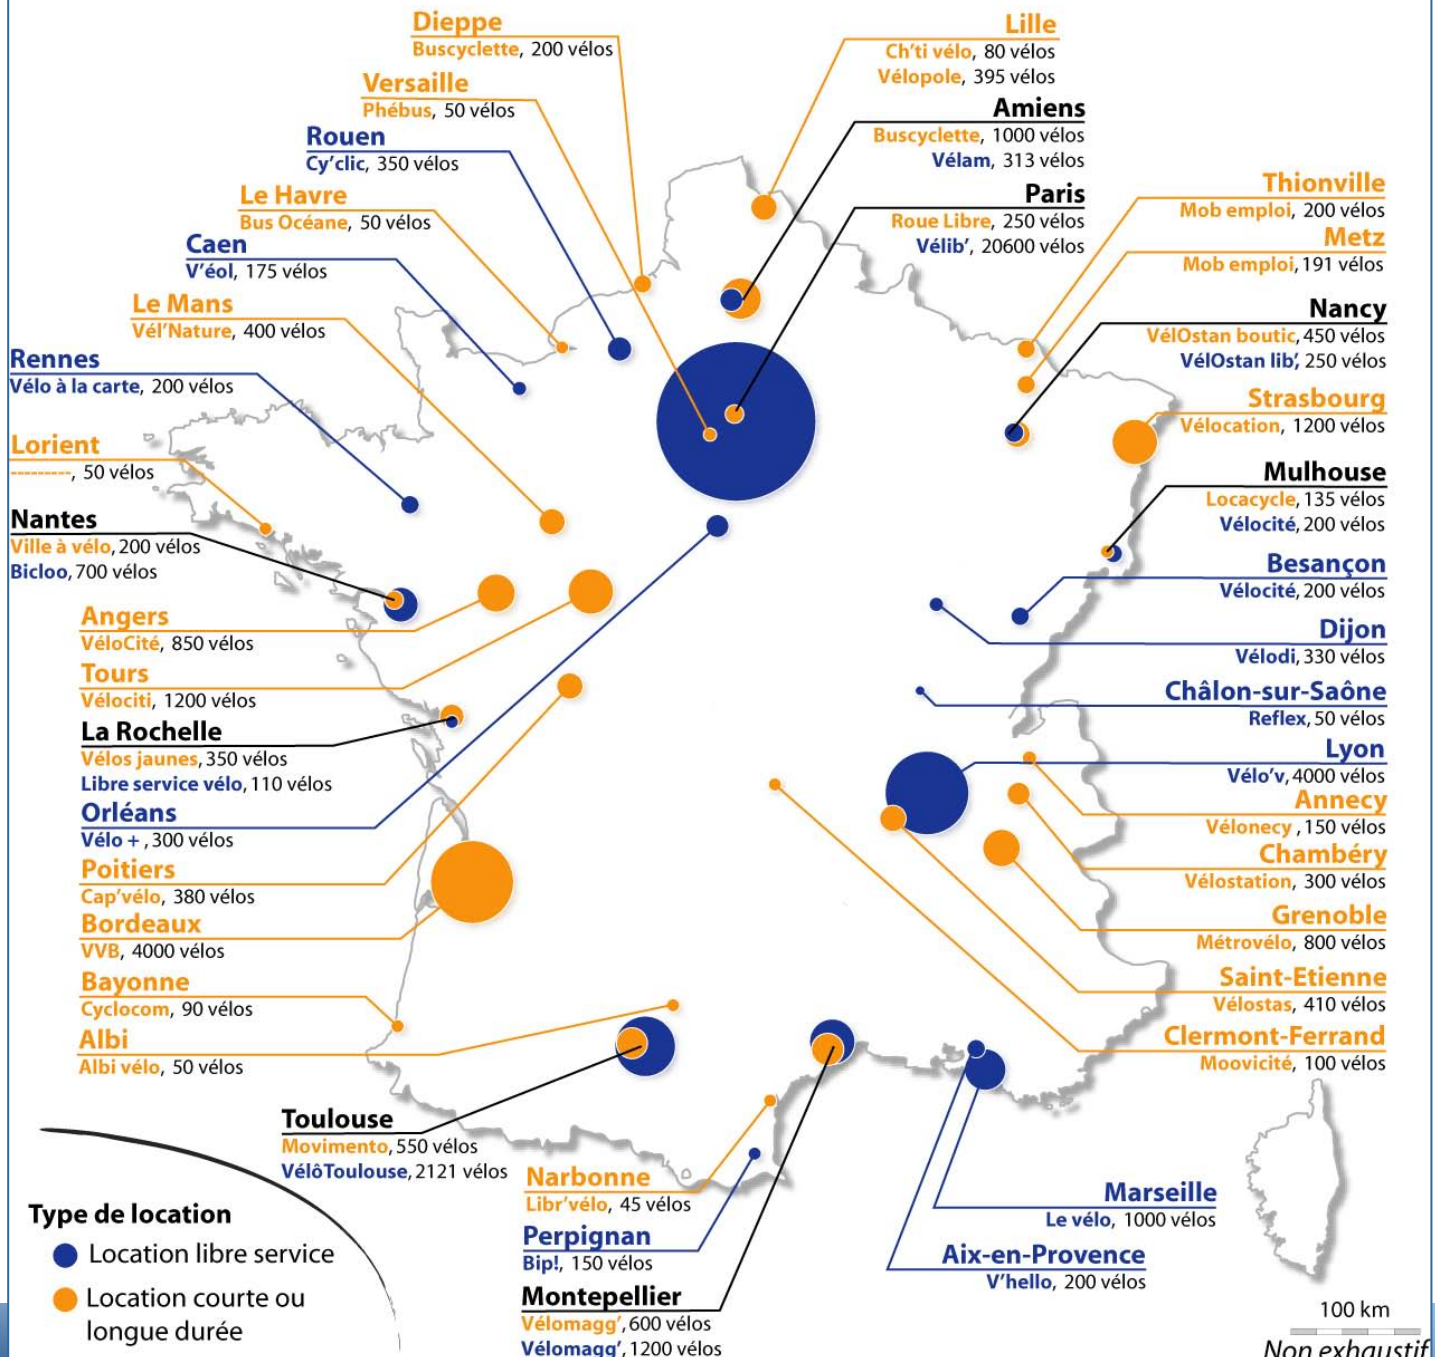 Dieppe
Buscyclette, 200 vélos
Versaille
Phébus, 50 vélos
Rouen
Cy'clic, 350 vélos
Le Havre
Bus Océane, 50 vélos
Caen
V'éol, 175 vélos
Le Mans
Vél'Nature, 400 vélos
Rennes
Vélo à la carte, 200 vélos
Lorient
---------, 50 vélos
Nantes
Ville à vélo, 200 vélos
Bicloo, 700 vélos
Angers
VéloCité, 850 vélos
Tours
Vélociti, 1200 vélos
La Rochelle
Vélos jaunes, 350 vélos
Libre service vélo, 110 vélos
Orléans
Vélo + , 300 vélos
Poitiers
Cap'vélo, 380 vélos
Bordeaux
VVB, 4000 vélos
Bayonne
Cyclocom, 90 vélos
Albi
Albi vélo, 50 vélos
Toulouse
Movimento, 550 vélos
VélôToulouse, 2121 vélos
Narbonne
Libr'vélo, 45 vélos
Perpignan
Bip!, 150 vélos
Montepellier
Vélomagg', 600 vélos
Vélomagg', 1200 vélos
Lille
Ch'ti vélo, 80 vélos
Vélopole, 395 vélos
Amiens
Buscyclette, 1000 vélos
Vélam, 313 vélos
Paris
Roue Libre, 250 vélos
Vélib', 20600 vélos
Thionville
Mob emploi, 200 vélos
Metz
Mob emploi, 191 vélos
Nancy
VélOstan boutic, 450 vélos
VélOstan lib', 250 vélos
Strasbourg
Vélocation, 1200 vélos
Mulhouse
Locacycle, 135 vélos
Vélocité, 200 vélos
Besançon
Vélocité, 200 vélos
Dijon
Vélodi, 330 vélos
Châlon-sur-Saône
Reflex, 50 vélos
Lyon
Vélo'v, 4000 vélos
Annecy
Vélonecy , 150 vélos
Chambéry
Vélostation, 300 vélos
Grenoble
Métrovélo, 800 vélos
Saint-Etienne
Vélostas, 410 vélos
Clermont-Ferrand
Moovicité, 100 vélos
Marseille
Le vélo, 1000 vélos
Aix-en-Provence
V'hello, 200 vélos
Type de location
Location libre service
Location courte ou
longue durée
100 km
Non exhaustif